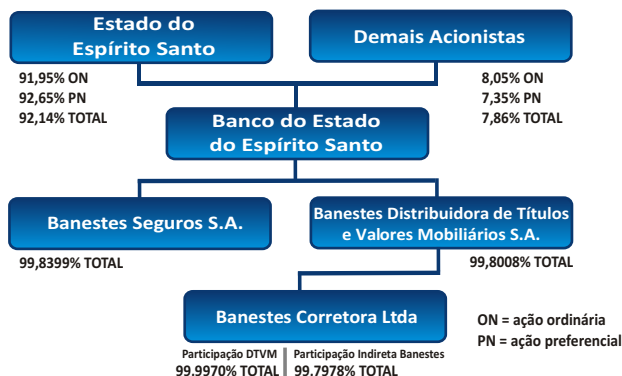 Estado do
Espírito Santo
Demais Acionistas
91,95% ON
92,65% PN
92,14% TOTAL
8,05% ON
7,35% PN
7,86% TOTAL
Banco do Estado
do Espírito Santo
Banestes Seguros S.A.
Banestes Distribuidora de Títulos
e Valores Mobiliários S.A.
99,8399% TOTAL
99,8008% TOTAL
Banestes Corretora Ltda
ON = ação ordinária
PN = ação preferencial
Participação DTVM
99,9970% TOTAL
Participação Indireta Banestes
99,7978% TOTAL